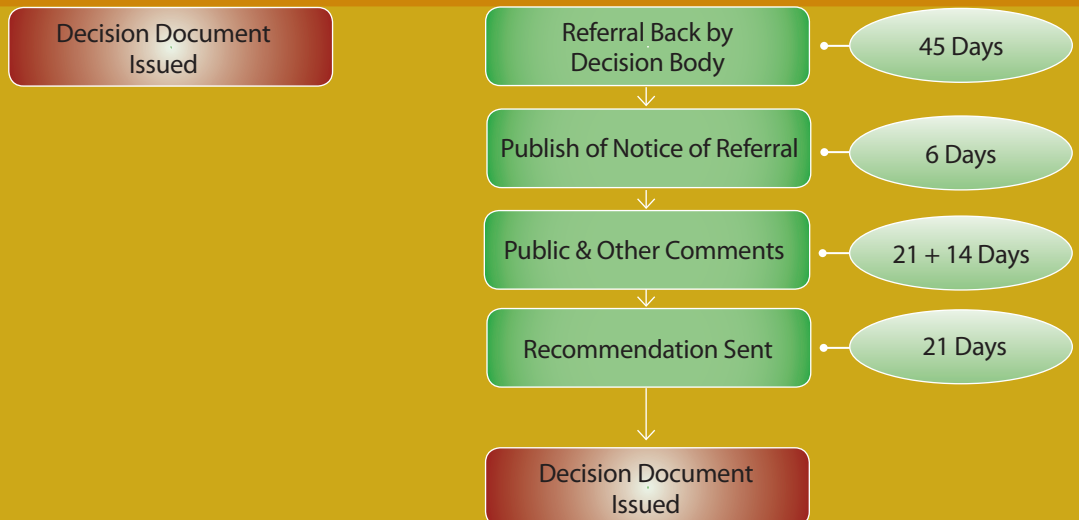 Decision Document
Issued
Referral Back by
Decision Body
45 Days
Publish of Notice of Referral
6 Days
Public & Other Comments
21 + 14 Days
Recommendation Sent
21 Days
Decision Document
Issued